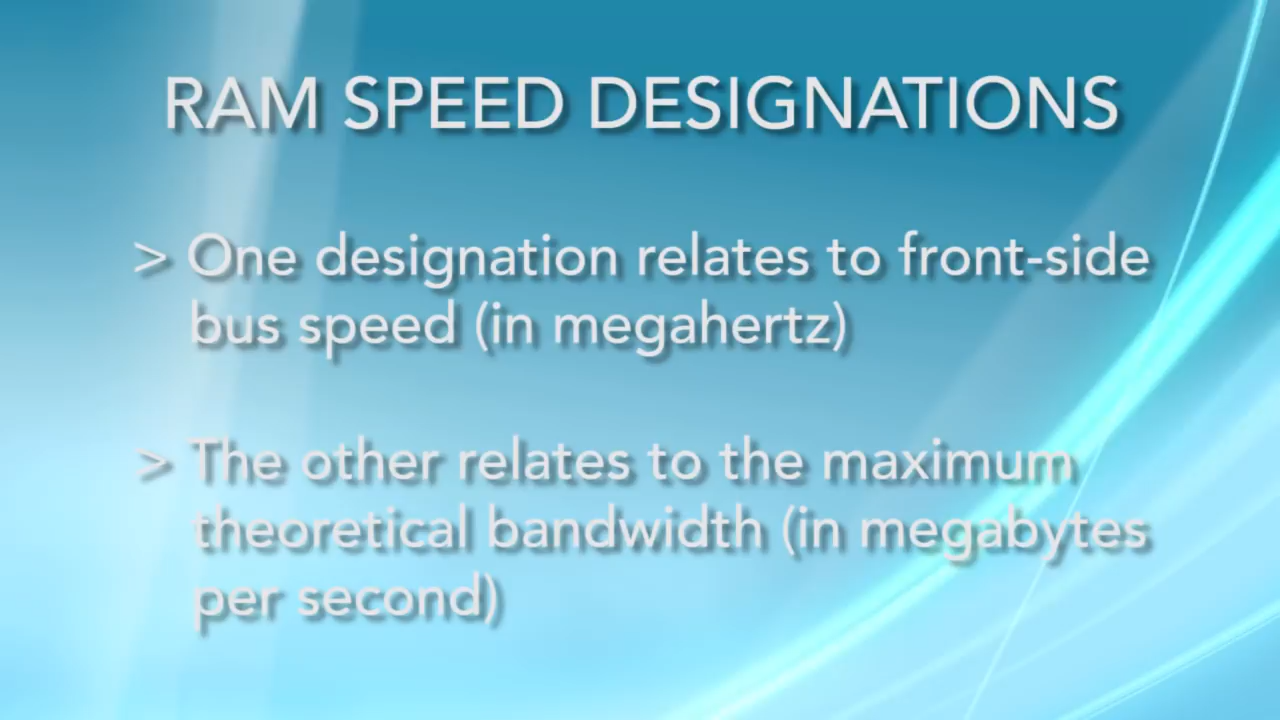 RAM SPEED DESIGNATIONS
> One designation relates to front-side
bus speed (in megahertz)
> The other relates to the maximum
theoretical bandwidth (in megabytes
per second)